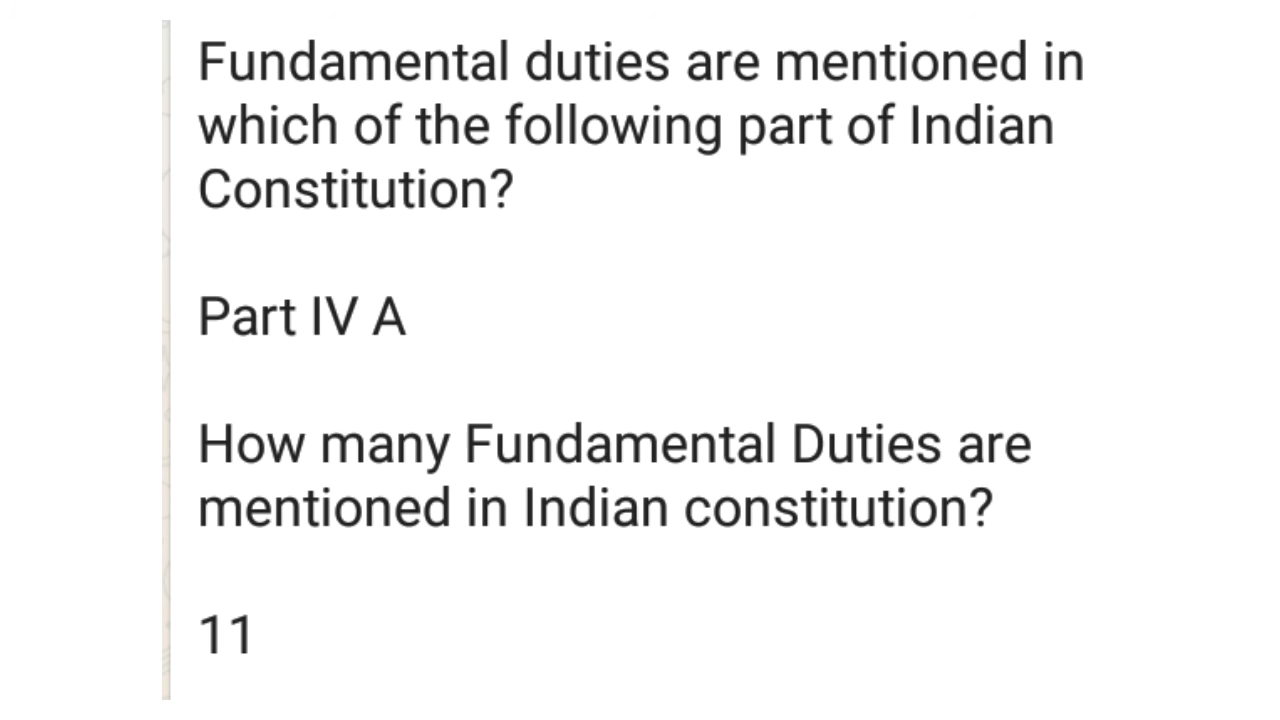 Fundamental duties are mentioned in
which of the following part of Indian
Constitution?
Part IV A
How many Fundamental Duties are
mentioned in Indian constitution?
11